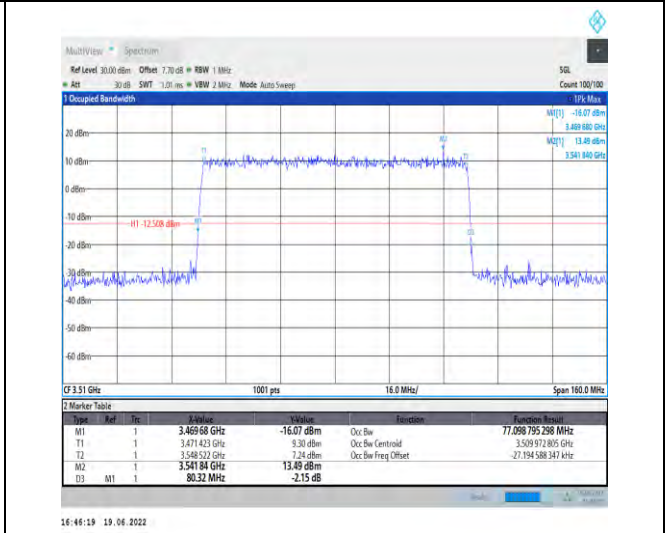 MultiView Spectrum
Ref Level 30.00 dBm Offset 7.70 dB RBW 1 MHz SGL
Att 30 dB SWT 1.01 ms VBW 2 MHz Mode Auto Sweep Count 100/100
1 Occupied Bandwidth 1Pk Max
M1[1] -16.07 dBm
3.469 680 GHz
M2[1] 13.49 dBm
3.541 840 GHz
20 dBm
M2
T1
T2
10 dBm
0 dBm
-10 dBm
H1 -12.508 dBm
M1
D3
-20 dBm
-30 dBm
-40 dBm
-50 dBm
-60 dBm
CF 3.51 GHz 1001 pts 16.0 MHz/ Span 160.0 MHz
2 Marker Table
Type Ref Trc X-Value Y-Value Function Function Result
M1 1 3.469 68 GHz -16.07 dBm Occ Bw 77.098 795 298 MHz
T1 1 3.471 423 GHz 9.30 dBm Occ Bw Centroid 3.509 972 805 GHz
T2 1 3.548 522 GHz 7.24 dBm Occ Bw Freq Offset -27.194 588 347 kHz
M2 1 3.541 84 GHz 13.49 dBm
D3 M1 1 80.32 MHz -2.15 dB
16:46:19 19.06.2022